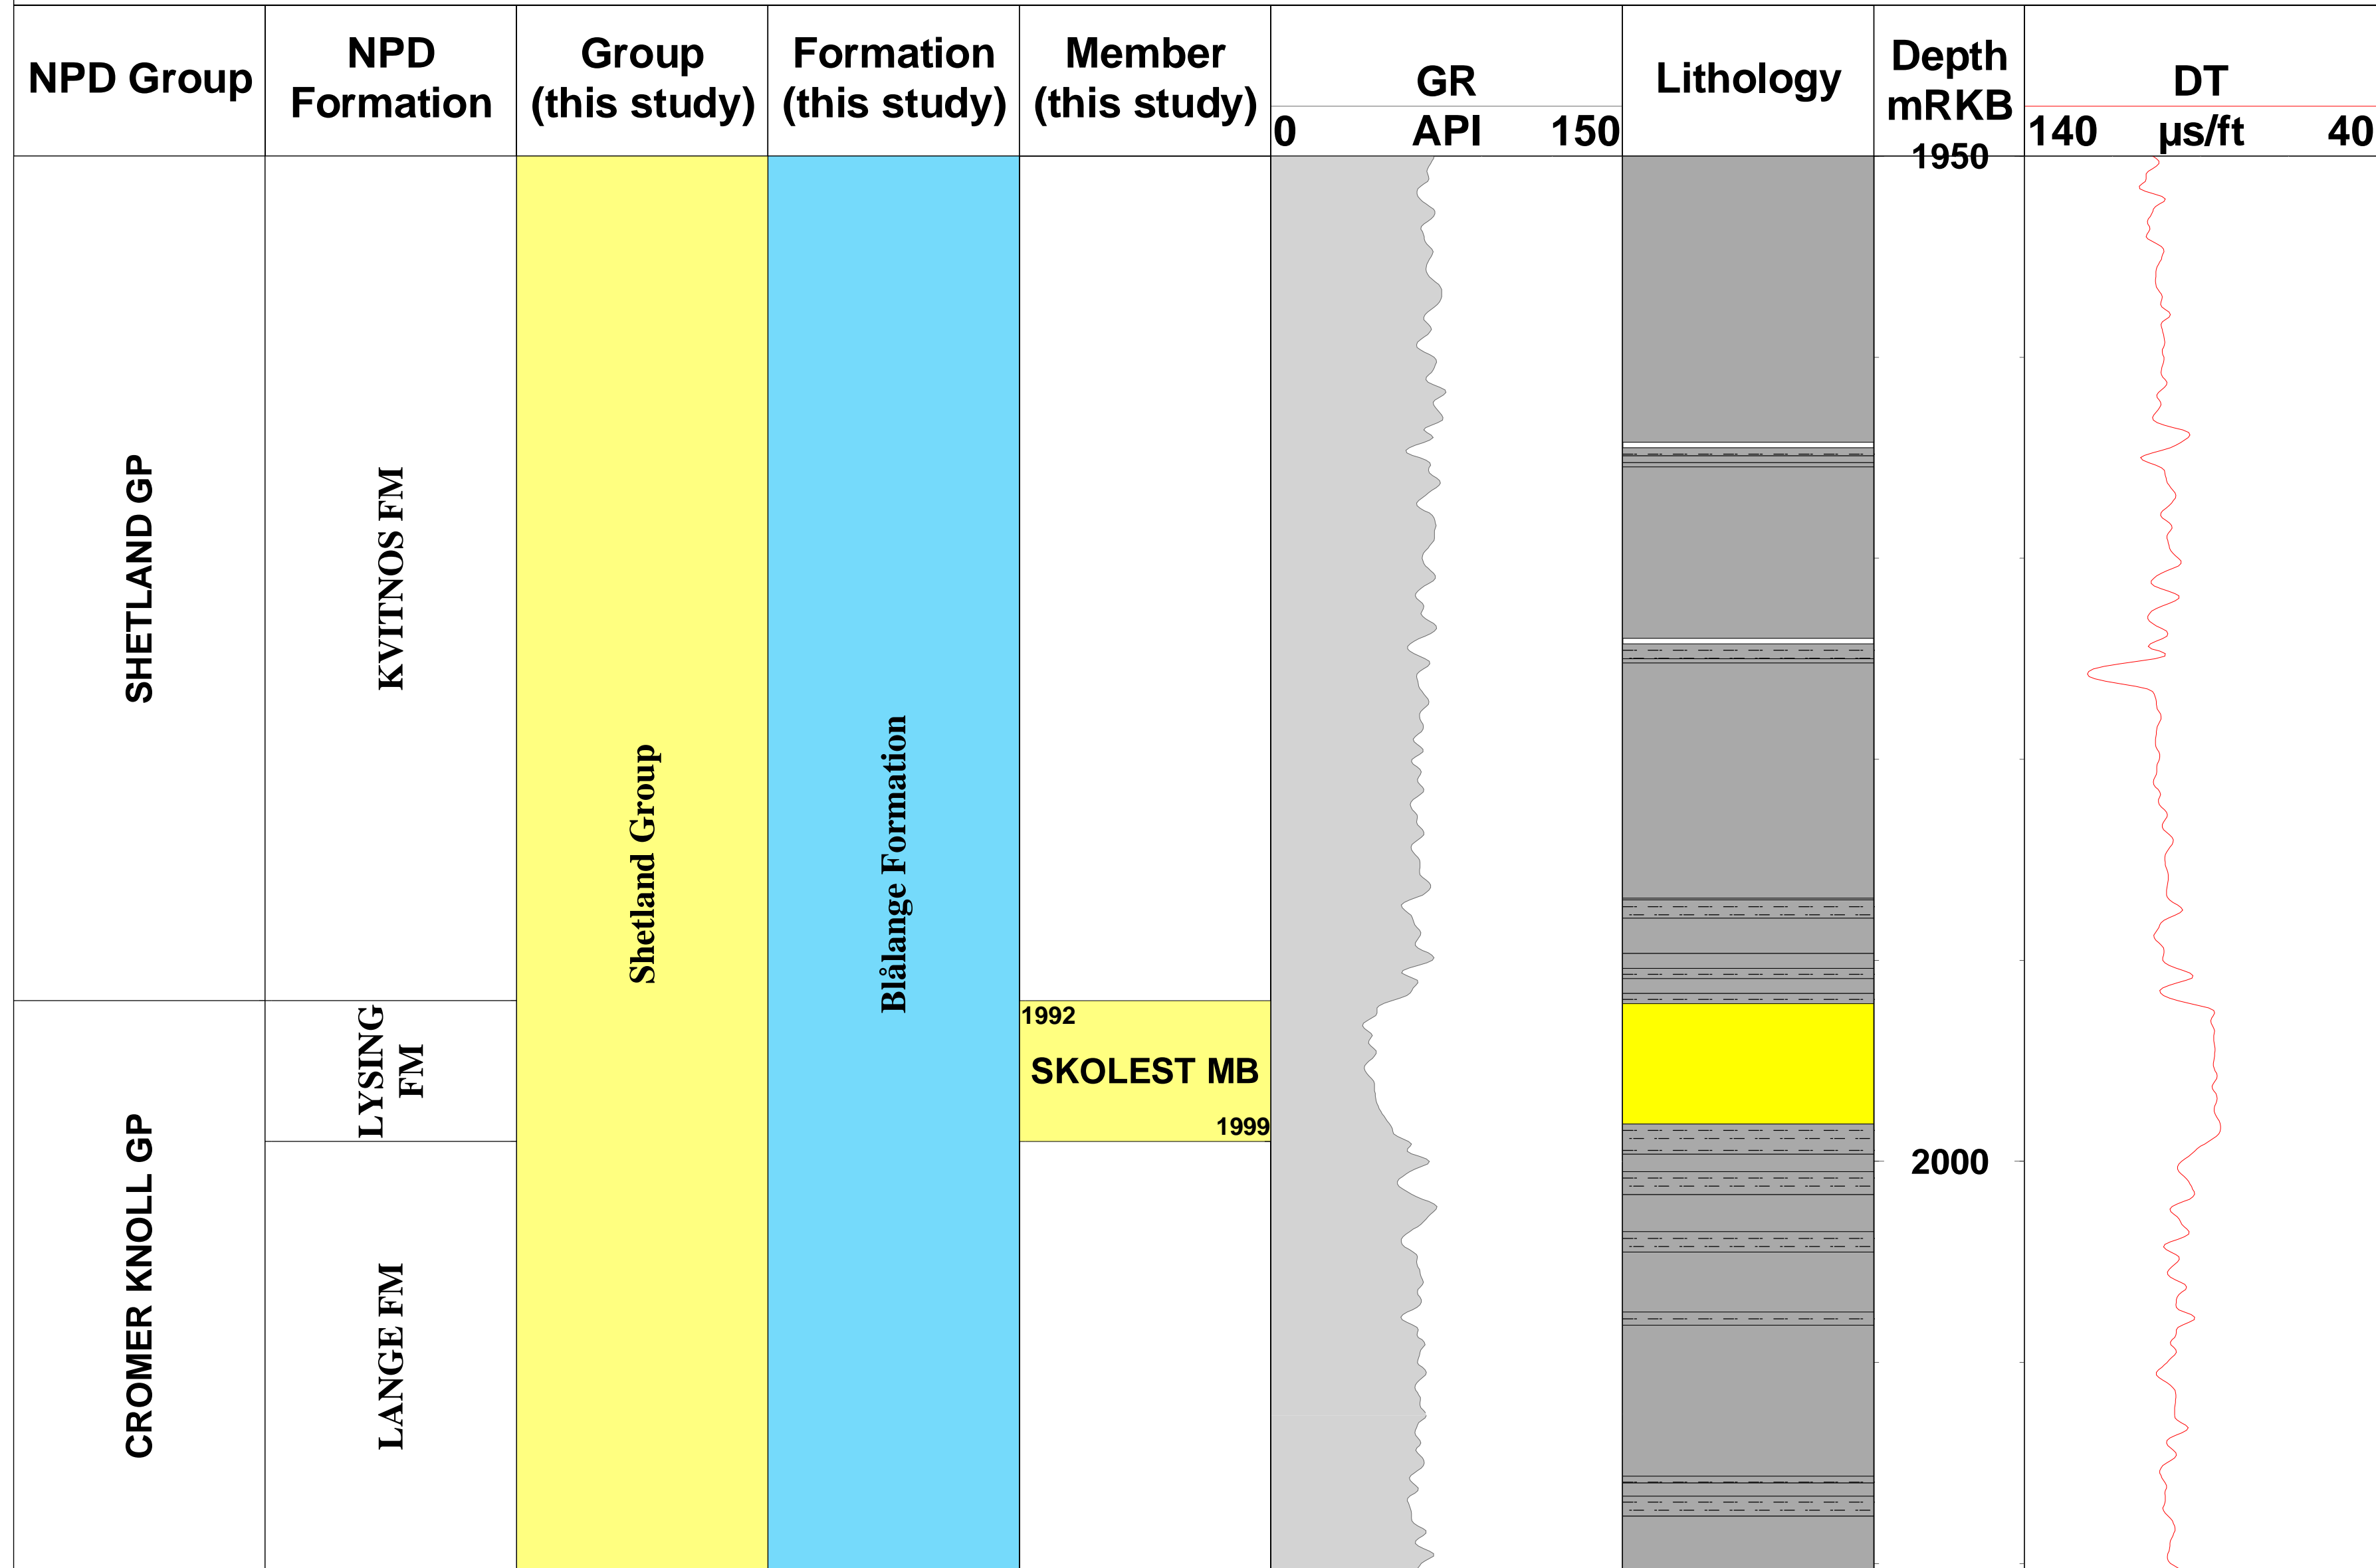 NPD Group
NPD
Formation
Group
(this study)
Formation
(this study)
Member
(this study)
GR
0 API 150
Lithology
Depth
mRKB
DT
140 µs/ft 40
1950
SHETLAND GP
KVITNOS FM
Shetland Group
Blålange Formation
CROMER KNOLL GP
LYSING
FM
LANGE FM
1992
SKOLEST MB
1999
2000